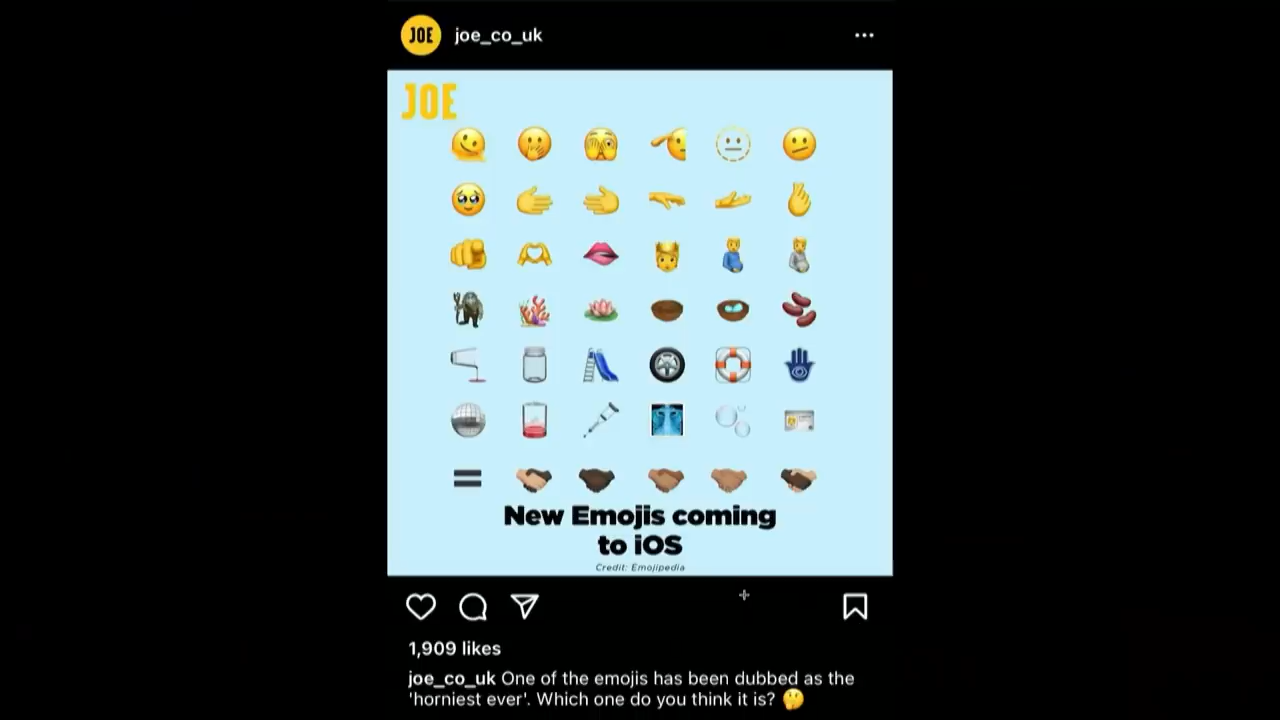 JOE joe_co_uk
JOE
New Emojis coming
to iOS
Credit: Emojipedia
1,909 likes
joe_co_uk One of the emojis has been dubbed as the
'horniest ever'. Which one do you think it is? 🤔